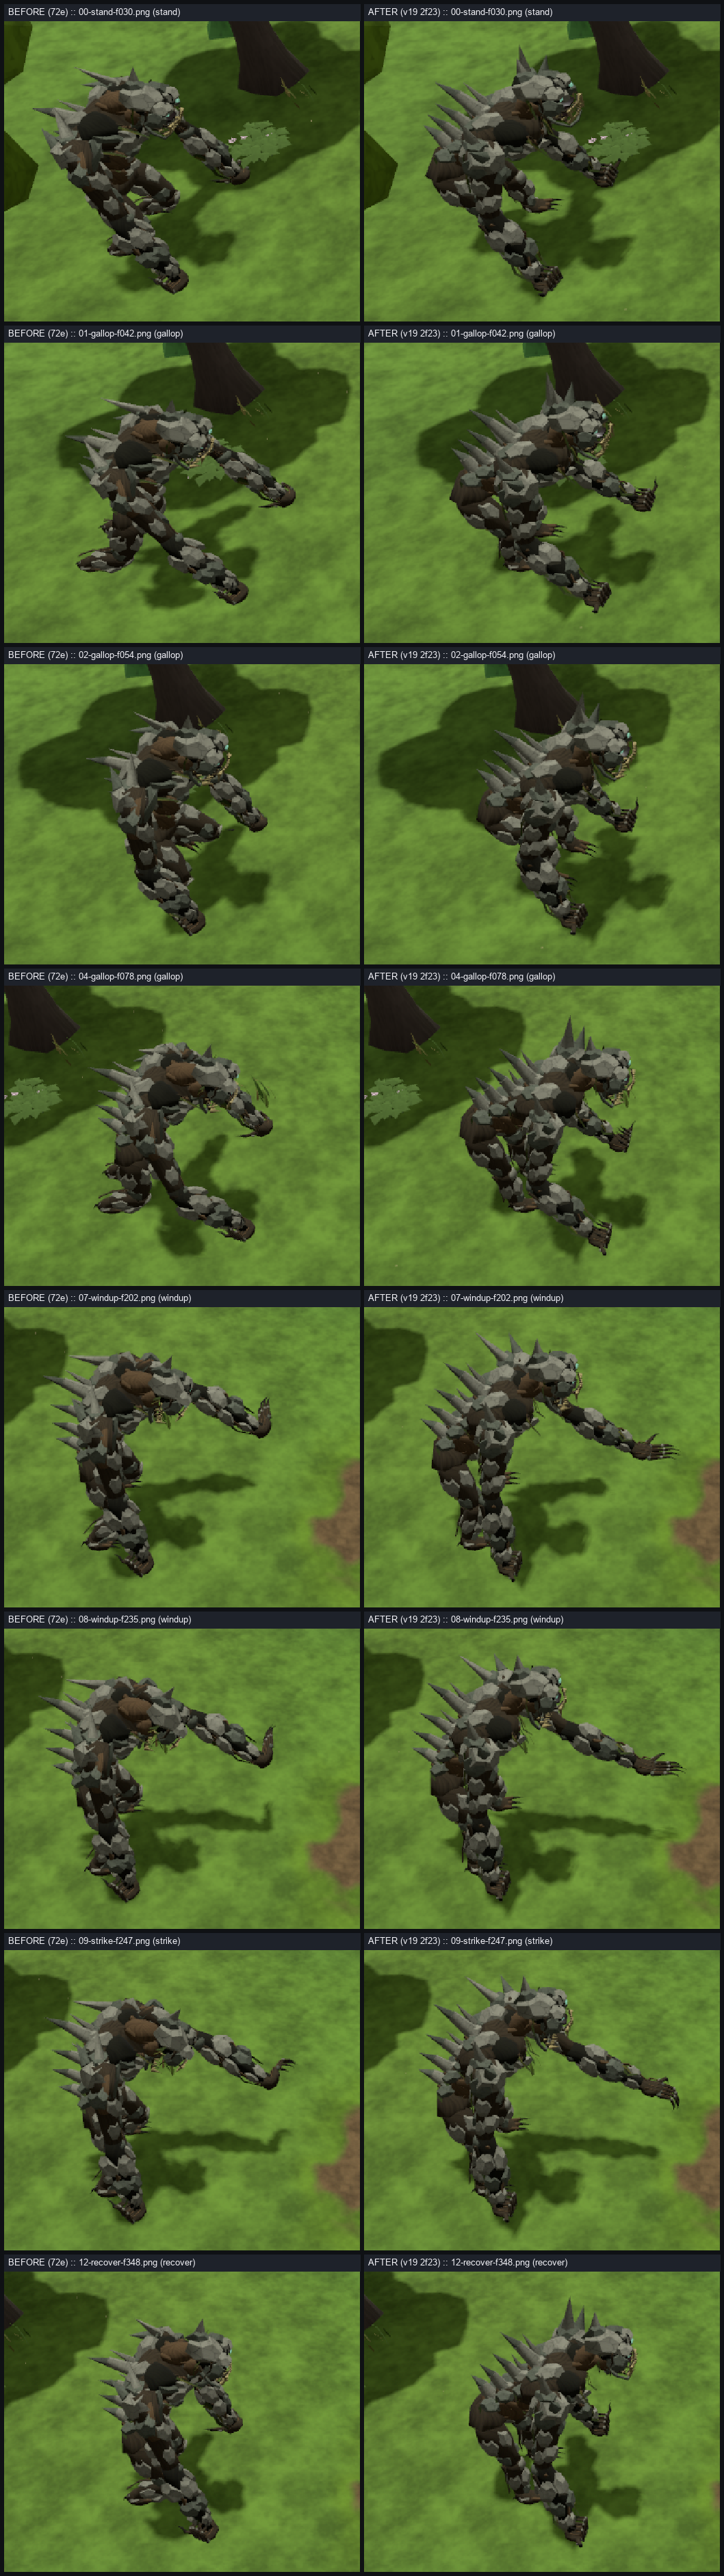 BEFORE (72e) :: 00-stand-f030.png (stand)
AFTER (v19 2f23) :: 00-stand-f030.png (stand)
BEFORE (72e) :: 01-gallop-f042.png (gallop)
AFTER (v19 2f23) :: 01-gallop-f042.png (gallop)
BEFORE (72e) :: 02-gallop-f054.png (gallop)
AFTER (v19 2f23) :: 02-gallop-f054.png (gallop)
BEFORE (72e) :: 04-gallop-f078.png (gallop)
AFTER (v19 2f23) :: 04-gallop-f078.png (gallop)
BEFORE (72e) :: 07-windup-f202.png (windup)
AFTER (v19 2f23) :: 07-windup-f202.png (windup)
BEFORE (72e) :: 08-windup-f235.png (windup)
AFTER (v19 2f23) :: 08-windup-f235.png (windup)
BEFORE (72e) :: 09-strike-f247.png (strike)
AFTER (v19 2f23) :: 09-strike-f247.png (strike)
BEFORE (72e) :: 12-recover-f348.png (recover)
AFTER (v19 2f23) :: 12-recover-f348.png (recover)